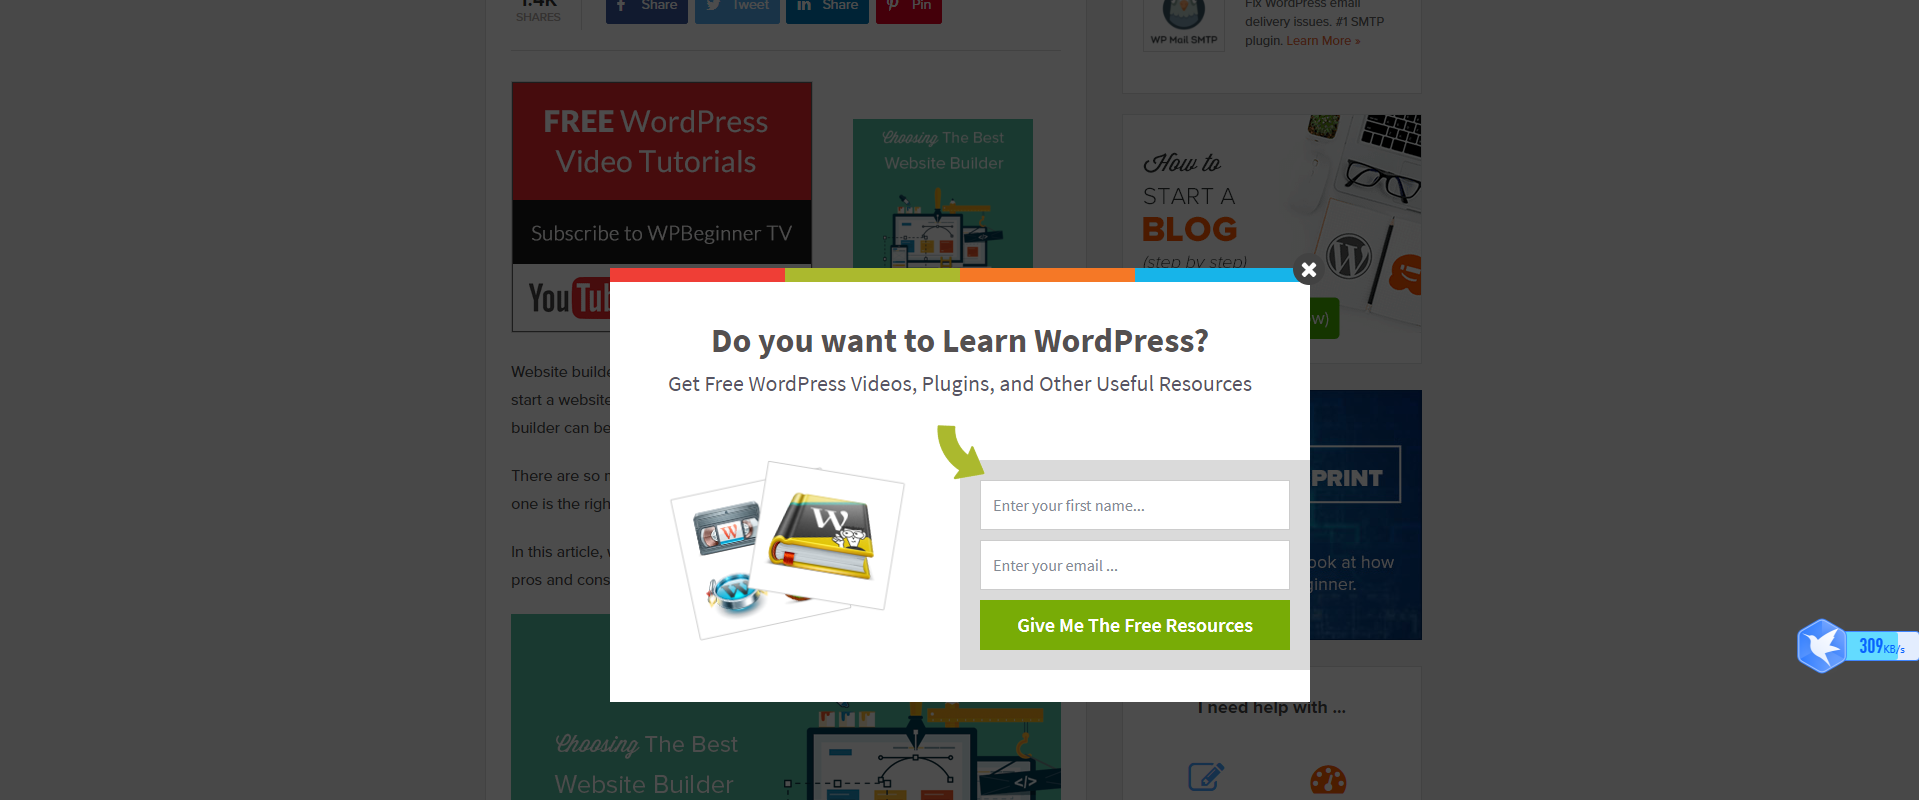 1.4K
SHARES
Share
Tweet
Share
Pin
Fix WordPress email
delivery issues. #1 SMTP
plugin. Learn More »
WP Mail SMTP
FREE WordPress
Video Tutorials
Subscribe to WPBeginner TV
You
Choosing The Best
Website Builder
How to
START A
BLOG
(step by step)
W
w)
Do you want to Learn WordPress?
Get Free WordPress Videos, Plugins, and Other Useful Resources
W
W
W
Enter your first name...
Enter your email ...
Give Me The Free Resources
start a website
builder can be
There are so
one is the righ
In this article,
pros and cons
PRINT
ook at how
ginner.
309KB/s
I need help with ...
Choosing The Best
Website Builder
</>